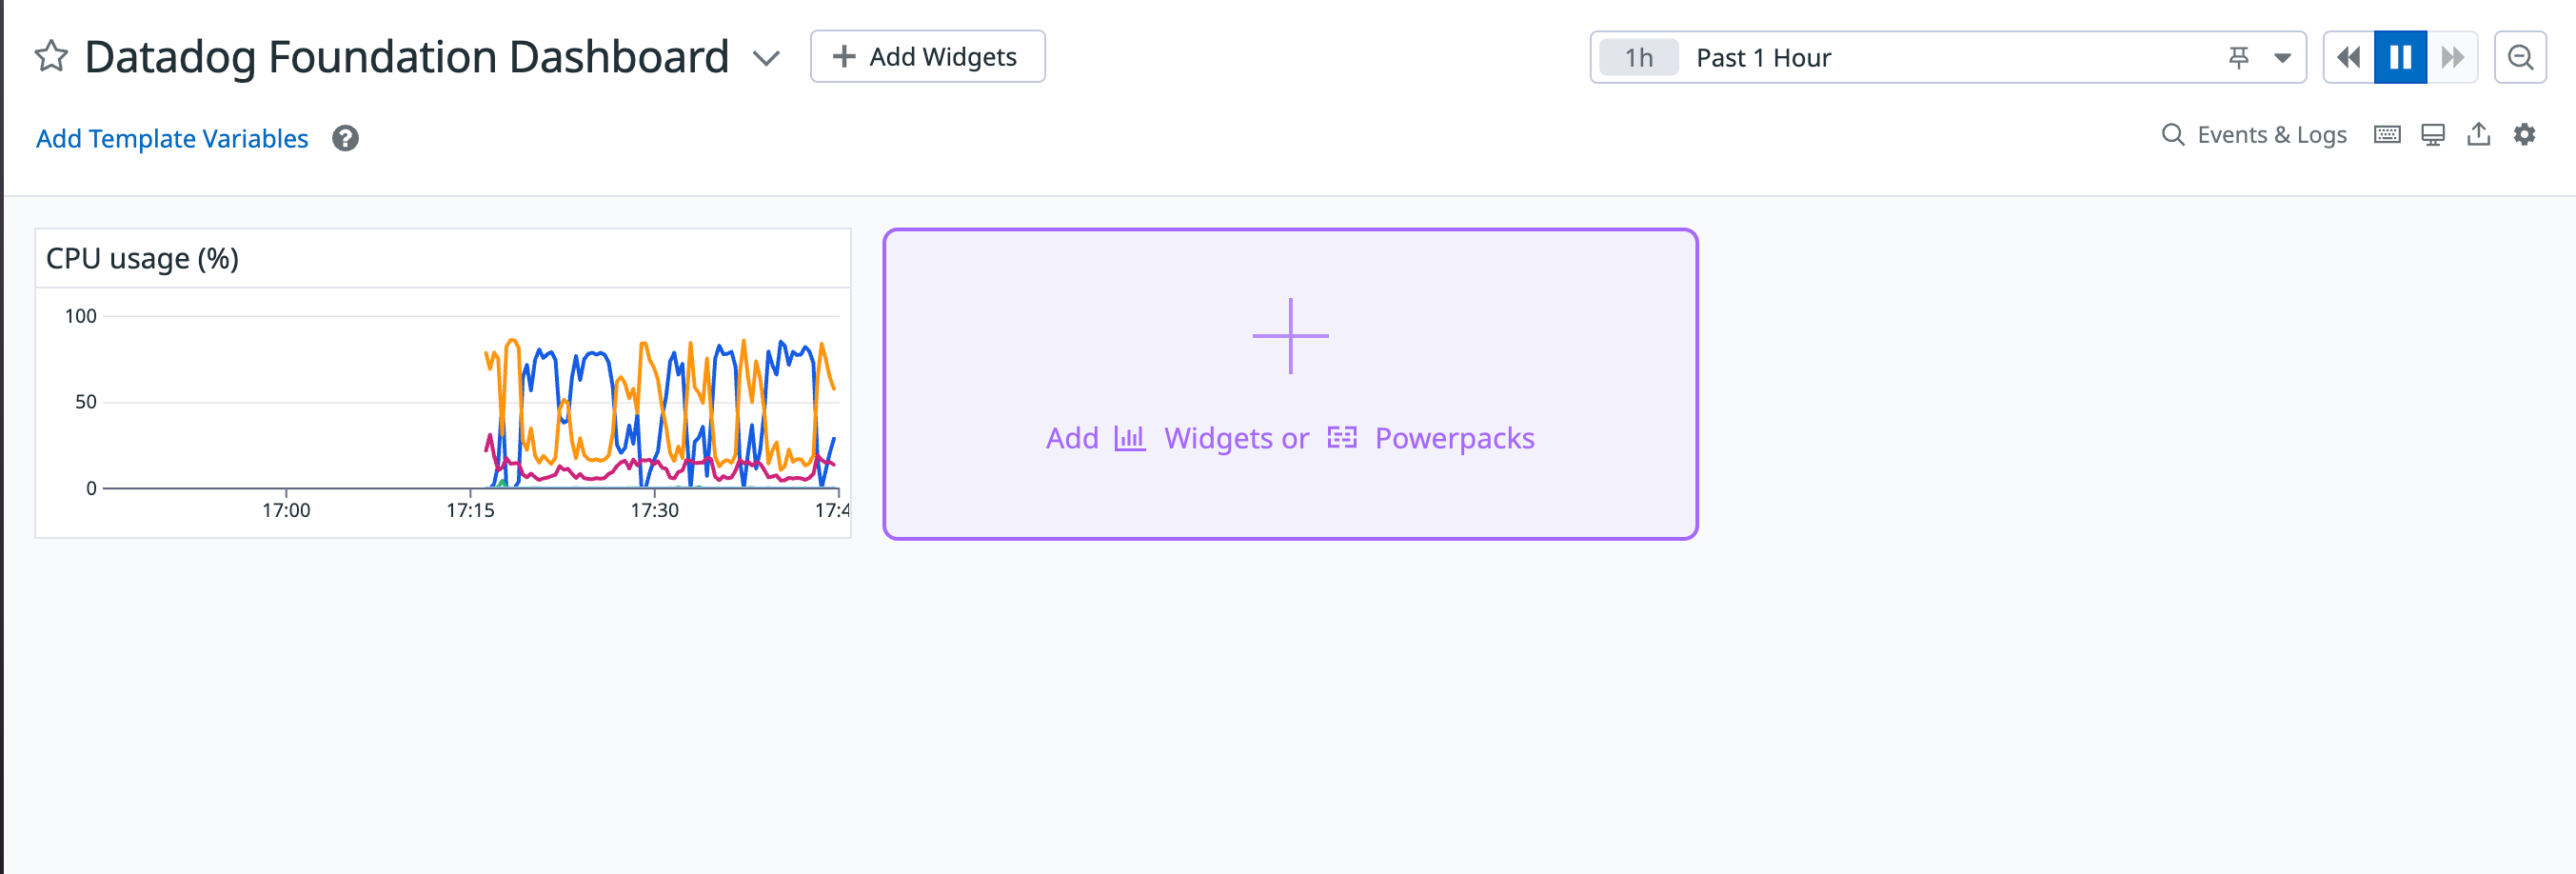 Datadog Foundation Dashboard
Add Widgets
1h Past 1 Hour
Add Template Variables ?
Events & Logs
CPU usage (%)
100
50
0
17:00 17:15 17:30 17:4
Add Widgets or Powerpacks